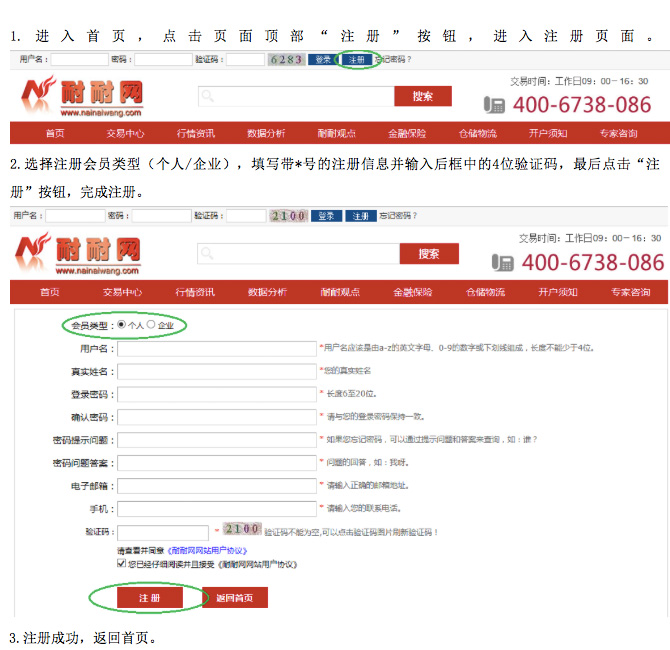 1. 进入首页，点击页面顶部“注册”按钮，进入注册页面。
用户名： 密码： 验证码： 6283 登录 注册 忘记密码？
交易时间：工作日09：00－16：30
耐耐网 搜索 400-6738-086
www.nainaiwang.com
首页 交易中心 行情资讯 数据分析 耐耐观点 金融保险 仓储物流 开户须知 专家咨询
2.选择注册会员类型（个人/企业），填写带*号的注册信息并输入后框中的4位验证码，最后点击“注
册”按钮，完成注册。
用户名： 密码： 验证码： 2100 登录 注册 忘记密码？
交易时间：工作日09：00－16：30
耐耐网 搜索 400-6738-086
www.nainaiwang.com
首页 交易中心 行情资讯 数据分析 耐耐观点 金融保险 仓储物流 开户须知 专家咨询
会员类型： 个人 企业
用户名： *用户名应该是由a-z的英文字母、0-9的数字或下划线组成，长度不能少于4位。
真实姓名： *您的真实姓名
登录密码： * 长度6至20位。
确认密码： * 请与您的登录密码保持一致。
密码提示问题： * 如果您忘记密码，可以通过提示问题和答案来查询，如：谁？
密码问题答案： * 问题的回答，如：我呀。
电子邮箱： * 请输入正确的邮箱地址。
手机： * 请输入您的联系电话。
验证码： * 2100 验证码不能为空,可以点击验证码图片刷新验证码！
请查看并同意《耐耐网网站用户协议》
您已经仔细阅读并且接受《耐耐网网站用户协议》
注 册 返回首页
3.注册成功，返回首页。